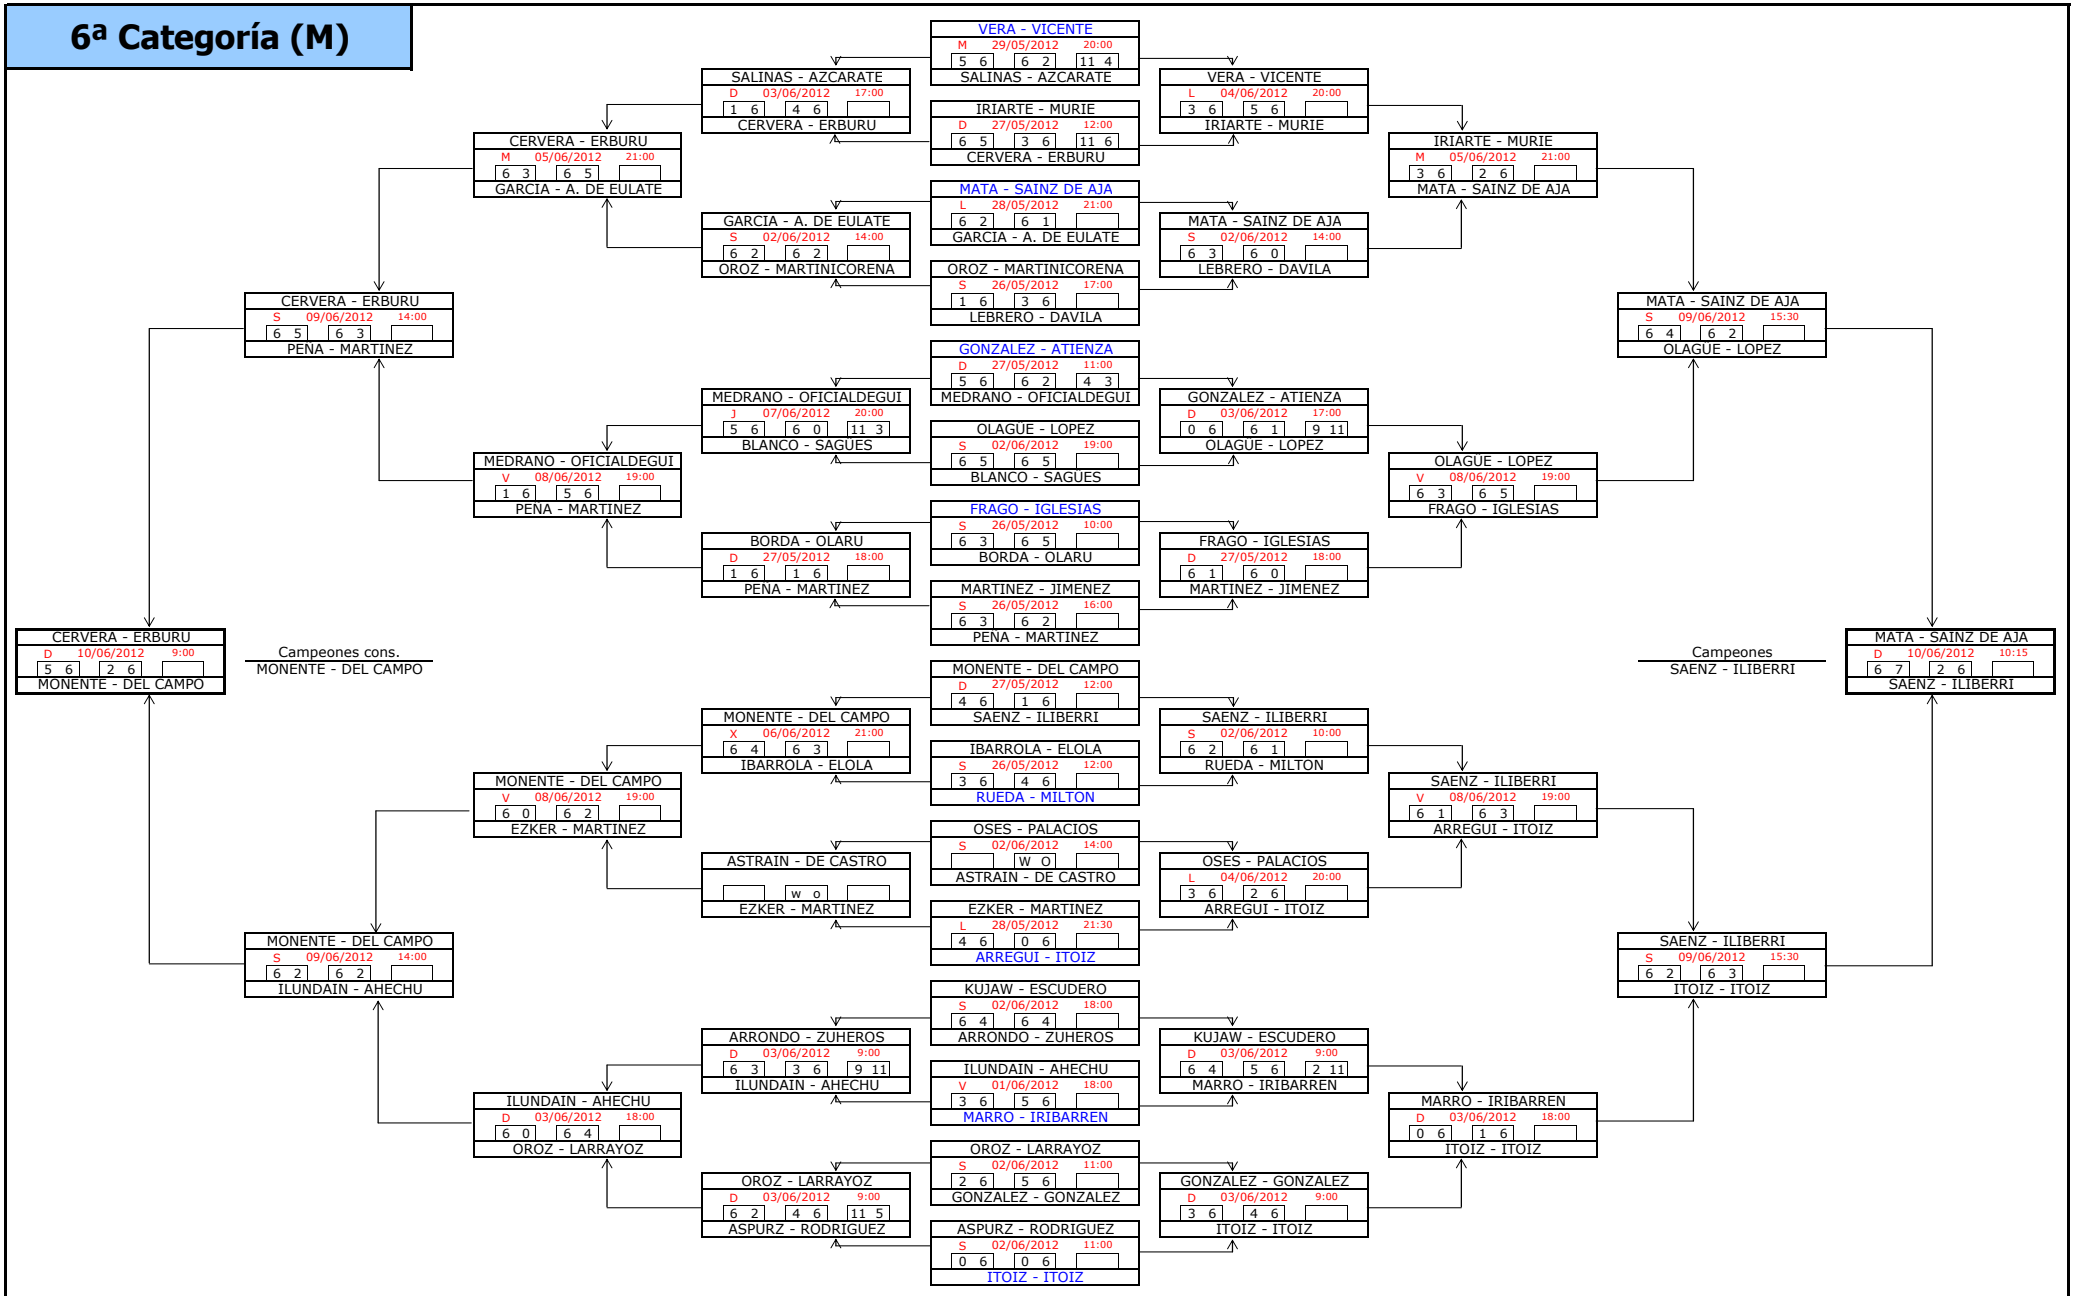 6ª Categoría (M)
CERVERA - ERBURU
D 10/06/2012 9:00
5 6 2 6
MONENTE - DEL CAMPO
Campeones cons.
MONENTE - DEL CAMPO
CERVERA - ERBURU
S 09/06/2012 14:00
6 5 6 3
PEÑA - MARTINEZ
MONENTE - DEL CAMPO
S 09/06/2012 14:00
6 2 6 2
ILUNDAIN - AHECHU
CERVERA - ERBURU
M 05/06/2012 21:00
6 3 6 5
GARCIA - A. DE EULATE
MEDRANO - OFICIALDEGUI
V 08/06/2012 19:00
1 6 5 6
PEÑA - MARTINEZ
MONENTE - DEL CAMPO
V 08/06/2012 19:00
6 0 6 2
EZKER - MARTINEZ
ILUNDAIN - AHECHU
D 03/06/2012 18:00
6 0 6 4
OROZ - LARRAYOZ
SALINAS - AZCARATE
D 03/06/2012 17:00
1 6 4 6
CERVERA - ERBURU
GARCIA - A. DE EULATE
S 02/06/2012 14:00
6 2 6 2
OROZ - MARTINICORENA
MEDRANO - OFICIALDEGUI
J 07/06/2012 20:00
5 6 6 0 11 3
BLANCO - SAGÜES
BORDA - OLARU
D 27/05/2012 18:00
1 6 1 6
PEÑA - MARTINEZ
MONENTE - DEL CAMPO
X 06/06/2012 21:00
6 4 6 3
IBARROLA - ELOLA
ASTRAIN - DE CASTRO
w o
EZKER - MARTINEZ
ARRONDO - ZUHEROS
D 03/06/2012 9:00
6 3 3 6 9 11
ILUNDAIN - AHECHU
OROZ - LARRAYOZ
D 03/06/2012 9:00
6 2 4 6 11 5
ASPURZ - RODRIGUEZ
VERA - VICENTE
M 29/05/2012 20:00
5 6 6 2 11 4
SALINAS - AZCARATE
IRIARTE - MURIE
D 27/05/2012 12:00
6 5 3 6 11 6
CERVERA - ERBURU
MATA - SAINZ DE AJA
L 28/05/2012 21:00
6 2 6 1
GARCIA - A. DE EULATE
OROZ - MARTINICORENA
S 26/05/2012 17:00
1 6 3 6
LEBRERO - DAVILA
GONZALEZ - ATIENZA
D 27/05/2012 11:00
5 6 6 2 4 3
MEDRANO - OFICIALDEGUI
OLAGÜE - LOPEZ
S 02/06/2012 19:00
6 5 6 5
BLANCO - SAGÜES
FRAGO - IGLESIAS
S 26/05/2012 10:00
6 3 6 5
BORDA - OLARU
MARTINEZ - JIMENEZ
S 26/05/2012 16:00
6 3 6 2
PEÑA - MARTINEZ
MONENTE - DEL CAMPO
D 27/05/2012 12:00
4 6 1 6
SAENZ - ILIBERRI
IBARROLA - ELOLA
S 26/05/2012 12:00
3 6 4 6
RUEDA - MILTON
OSES - PALACIOS
S 02/06/2012 14:00
W O
ASTRAIN - DE CASTRO
EZKER - MARTINEZ
L 28/05/2012 21:30
4 6 0 6
ARREGUI - ITOIZ
KUJAW - ESCUDERO
S 02/06/2012 18:00
6 4 6 4
ARRONDO - ZUHEROS
ILUNDAIN - AHECHU
V 01/06/2012 18:00
3 6 5 6
MARRO - IRIBARREN
OROZ - LARRAYOZ
S 02/06/2012 11:00
2 6 5 6
GONZALEZ - GONZALEZ
ASPURZ - RODRIGUEZ
S 02/06/2012 11:00
0 6 0 6
ITOIZ - ITOIZ
VERA - VICENTE
L 04/06/2012 20:00
3 6 5 6
IRIARTE - MURIE
MATA - SAINZ DE AJA
S 02/06/2012 14:00
6 3 6 0
LEBRERO - DAVILA
GONZALEZ - ATIENZA
D 03/06/2012 17:00
0 6 6 1 9 11
OLAGÜE - LOPEZ
FRAGO - IGLESIAS
D 27/05/2012 18:00
6 1 6 0
MARTINEZ - JIMENEZ
SAENZ - ILIBERRI
S 02/06/2012 10:00
6 2 6 1
RUEDA - MILTON
OSES - PALACIOS
L 04/06/2012 20:00
3 6 2 6
ARREGUI - ITOIZ
KUJAW - ESCUDERO
D 03/06/2012 9:00
6 4 5 6 2 11
MARRO - IRIBARREN
GONZALEZ - GONZALEZ
D 03/06/2012 9:00
3 6 4 6
ITOIZ - ITOIZ
IRIARTE - MURIE
M 05/06/2012 21:00
3 6 2 6
MATA - SAINZ DE AJA
OLAGÜE - LOPEZ
V 08/06/2012 19:00
6 3 6 5
FRAGO - IGLESIAS
SAENZ - ILIBERRI
V 08/06/2012 19:00
6 1 6 3
ARREGUI - ITOIZ
MARRO - IRIBARREN
D 03/06/2012 18:00
0 6 1 6
ITOIZ - ITOIZ
MATA - SAINZ DE AJA
S 09/06/2012 15:30
6 4 6 2
OLAGÜE - LOPEZ
SAENZ - ILIBERRI
S 09/06/2012 15:30
6 2 6 3
ITOIZ - ITOIZ
Campeones
SAENZ - ILIBERRI
MATA - SAINZ DE AJA
D 10/06/2012 10:15
6 7 2 6
SAENZ - ILIBERRI